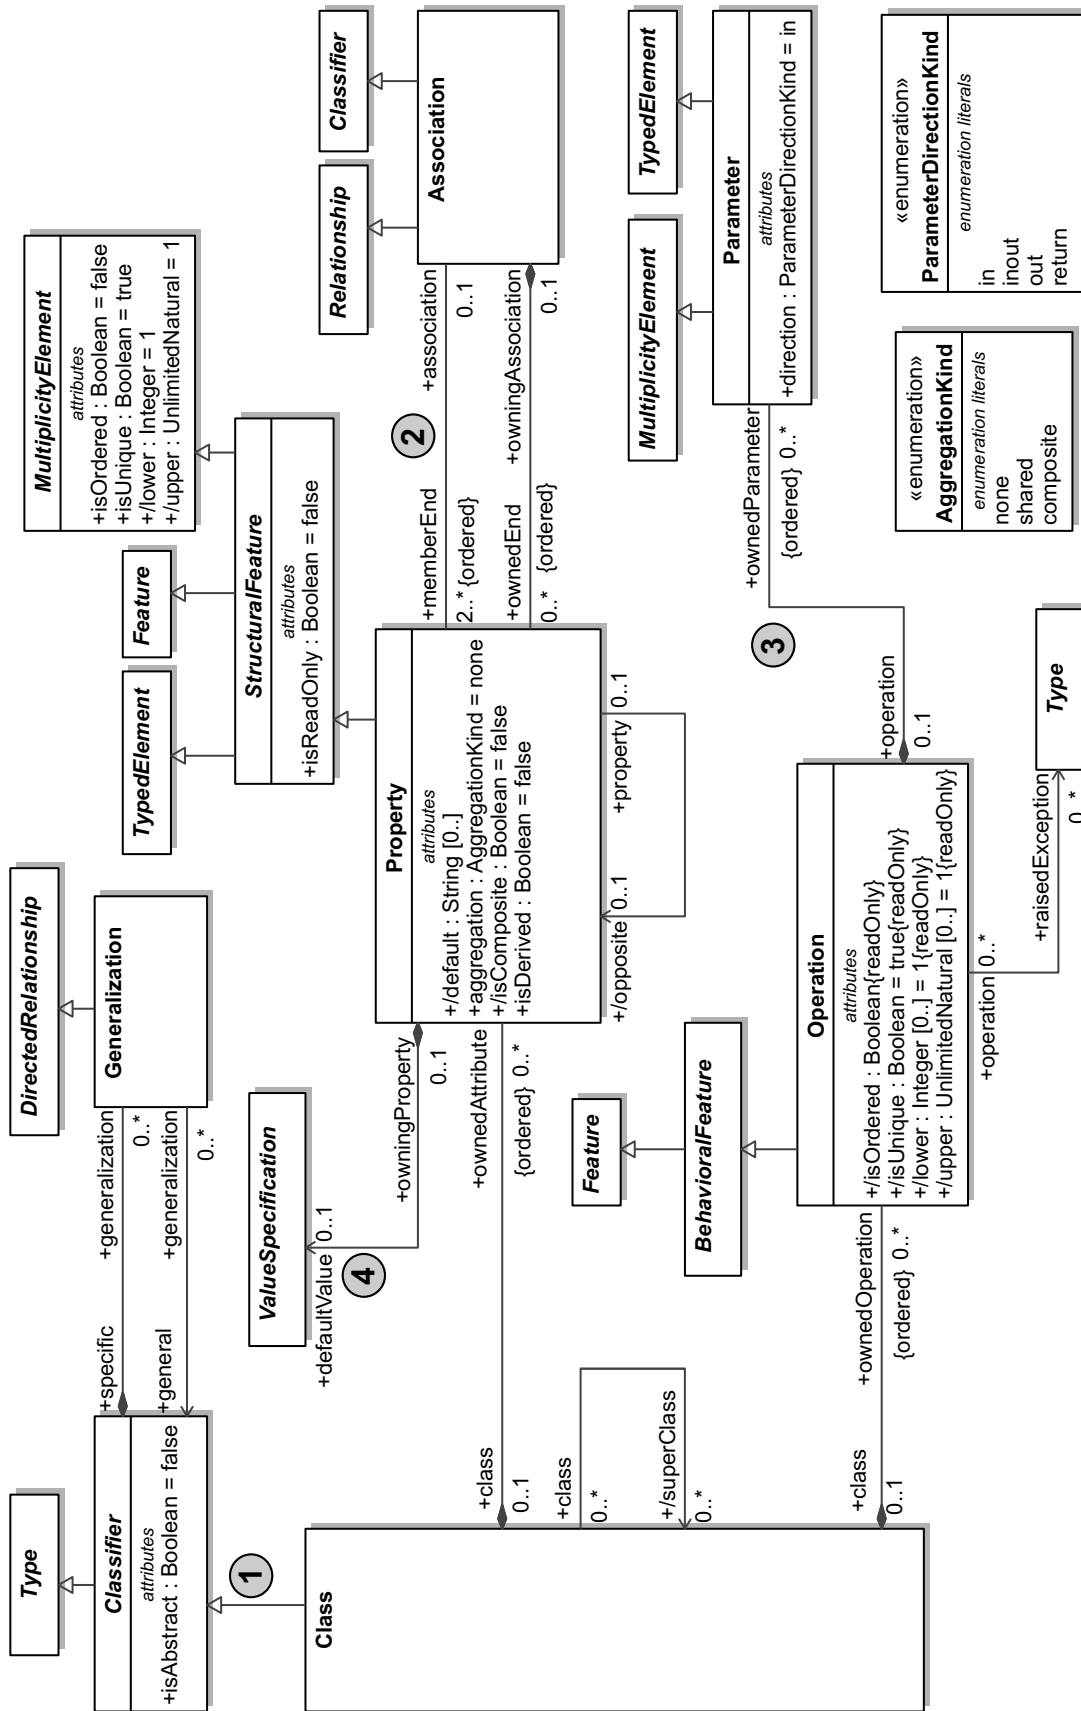 Type
Classifier
attributes
+isAbstract : Boolean = false
1
Class
+specific
+generalization
0..*
+general
+generalization
0..*
DirectedRelationship
Generalization
ValueSpecification
+defaultValue
0..1
4
+owningProperty
0..1
TypedElement
Feature
MultiplicityElement
attributes
+isOrdered : Boolean = false
+isUnique : Boolean = true
+/lower : Integer = 1
+/upper : UnlimitedNatural = 1
StructuralFeature
attributes
+isReadOnly : Boolean = false
Property
attributes
+/default : String [0..]
+aggregation : AggregationKind = none
+/isComposite : Boolean = false
+isDerived : Boolean = false
+class
0..1
+ownedAttribute
{ordered} 0..*
+/opposite 0..1
+property 0..1
+memberEnd
2..* {ordered}
2
+association
0..1
+ownedEnd
0..* {ordered}
+owningAssociation
0..1
Relationship
Classifier
Association
+class
0..*
+/superClass
0..*
+class
0..1
+ownedOperation
{ordered} 0..*
Feature
BehavioralFeature
Operation
attributes
+/isOrdered : Boolean{readOnly}
+/isUnique : Boolean = true{readOnly}
+/lower : Integer [0..] = 1{readOnly}
+/upper : UnlimitedNatural [0..] = 1{readOnly}
+operation
0..1
3
+ownedParameter
{ordered} 0..*
MultiplicityElement
TypedElement
Parameter
attributes
+direction : ParameterDirectionKind = in
+operation 0..*
+raisedException
0..*
Type
«enumeration»
AggregationKind
enumeration literals
none
shared
composite
«enumeration»
ParameterDirectionKind
enumeration literals
in
inout
out
return